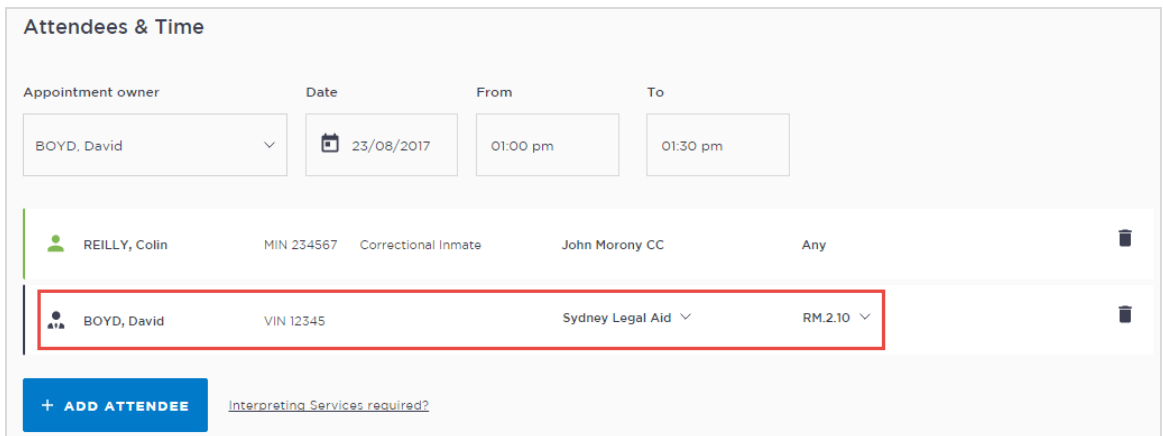 Attendees & Time
Appointment owner Date From To
BOYD, David 23/08/2017 01:00 pm 01:30 pm
REILLY, Colin MIN 234567 Correctional Inmate John Morony CC Any
BOYD, David VIN 12345 Sydney Legal Aid RM.2.10
+ ADD ATTENDEE Interpreting Services required?